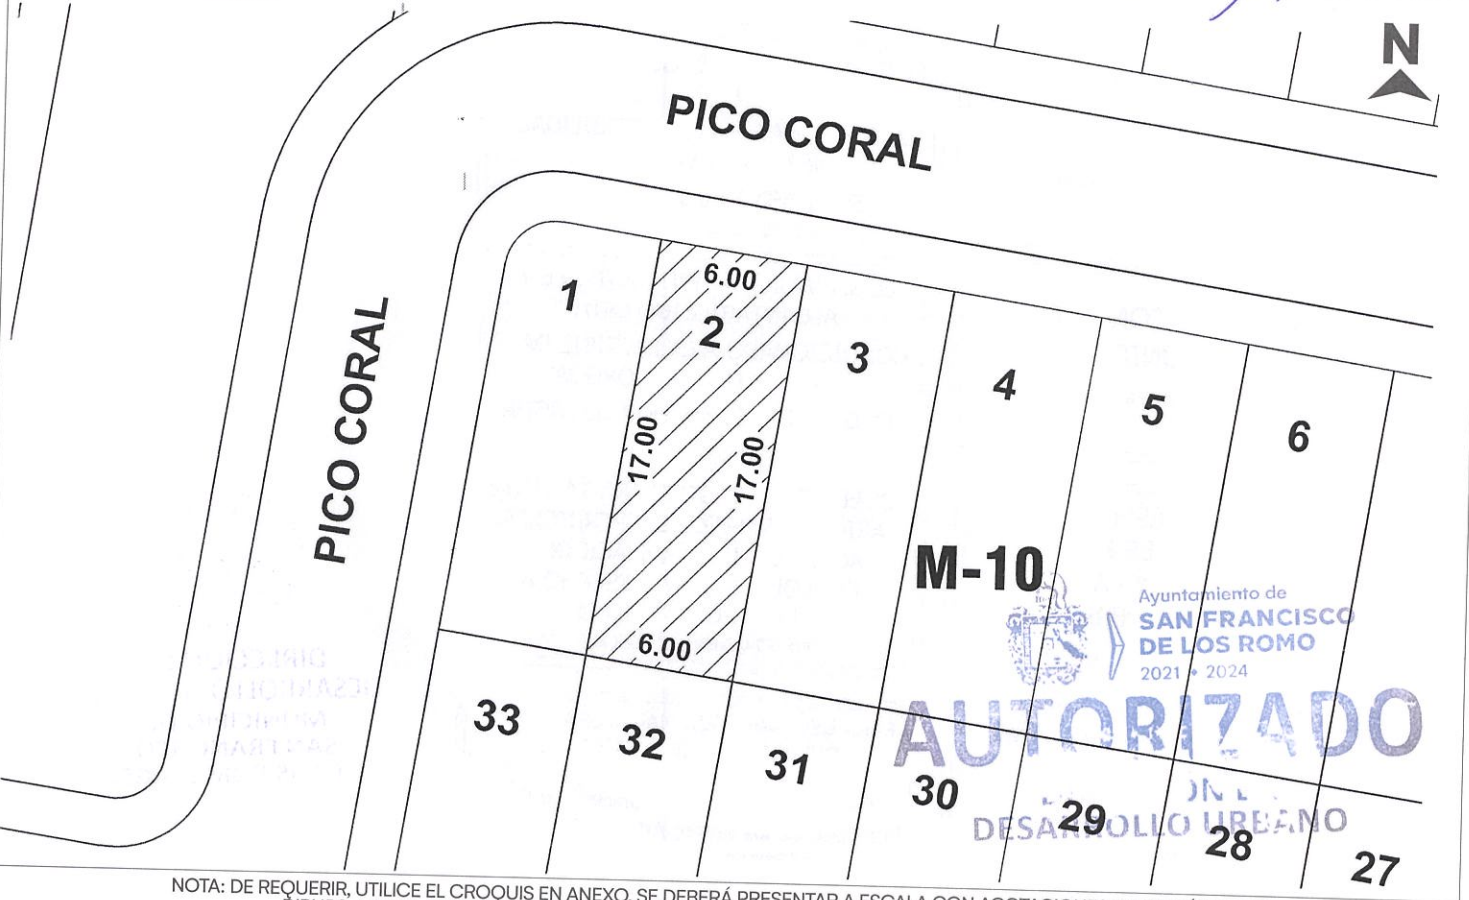 N
PICO CORAL
PICO CORAL
1
6.00
2
17.00
17.00
6.00
3
4
5
6
M-10
Ayuntamiento de
SAN FRANCISCO
DE LOS ROMO
2021 • 2024
AUTORIZADO
DESARROLLO URBANO
33
32
31
30
29
28
27
NOTA: DE REQUERIR, UTILICE EL CROQUIS EN ANEXO. SE DEBERÁ PRESENTAR A ESCALA CON